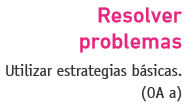 Resolver
problemas
Utilizar estrategias básicas.
(OA a)